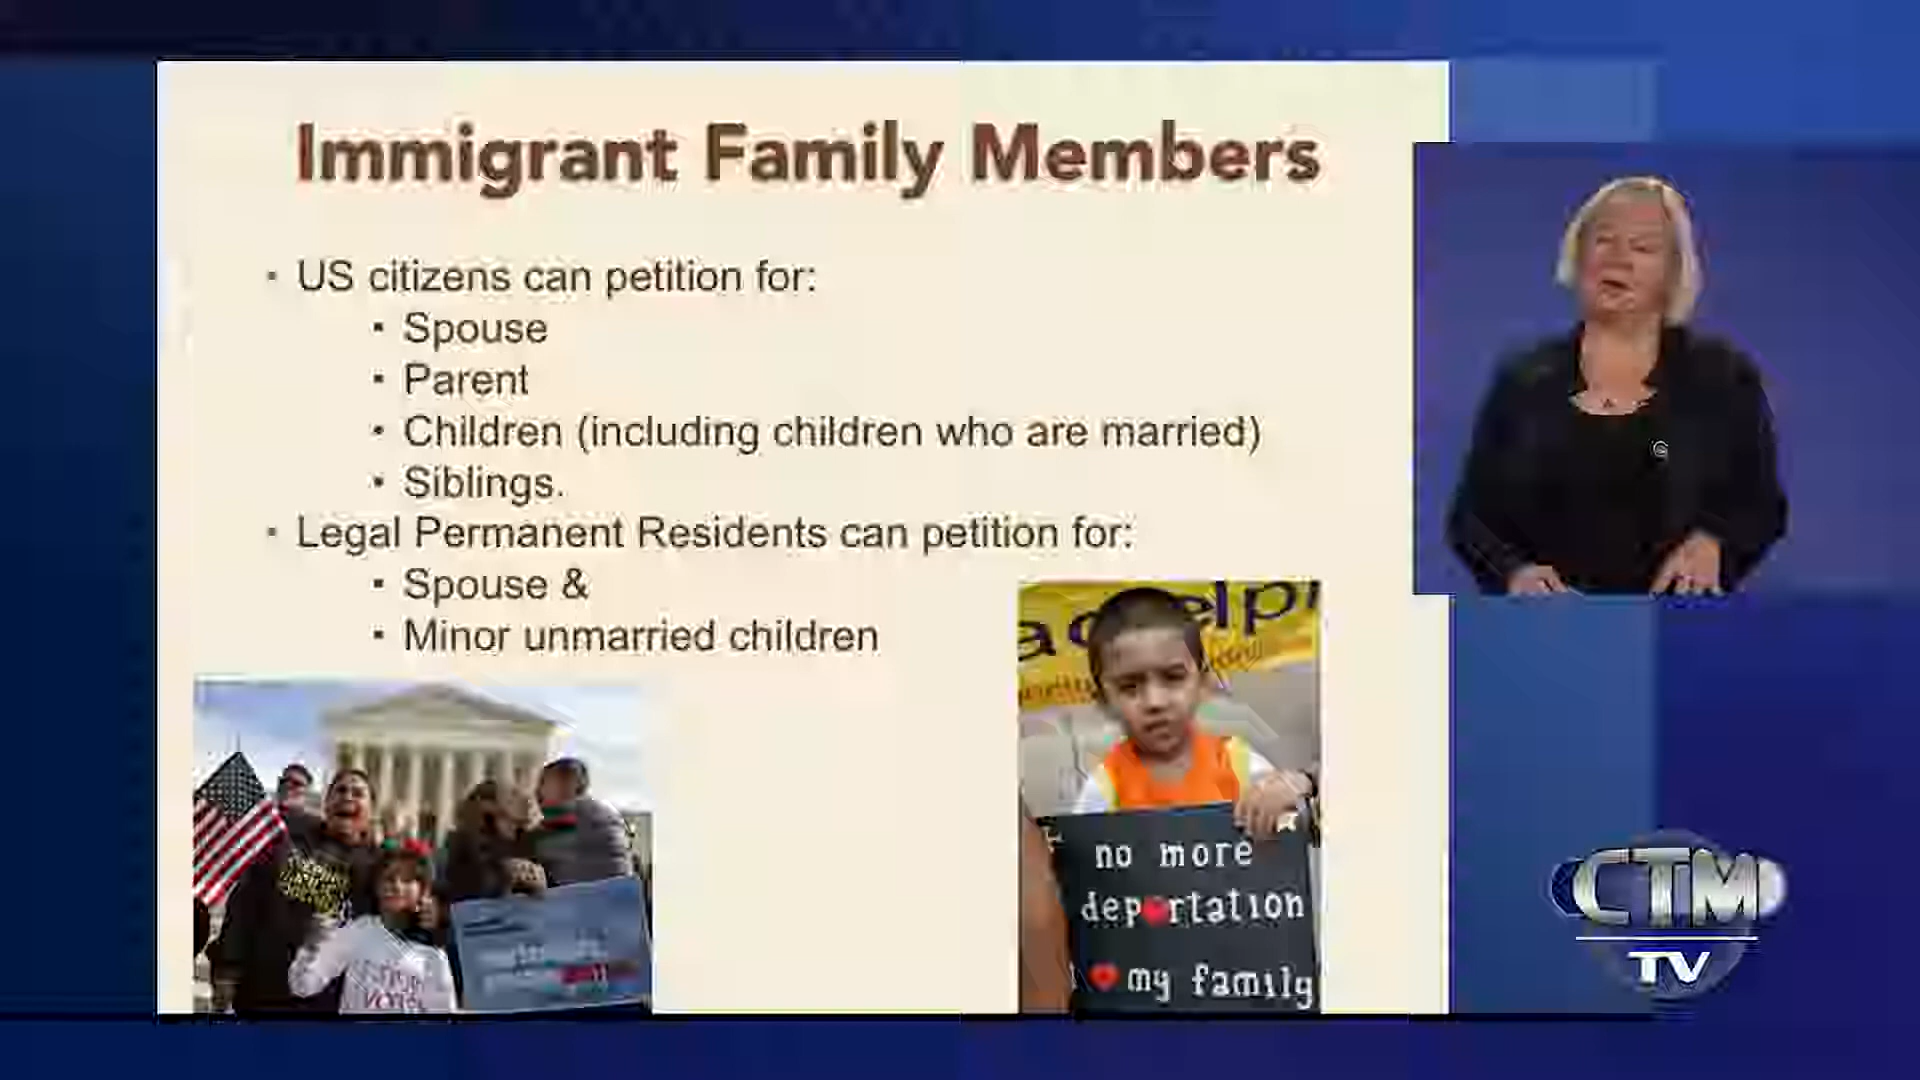 Immigrant Family Members
▪ US citizens can petition for:
▪ Spouse
▪ Parent
▪ Children (including children who are married)
▪ Siblings.
▪ Legal Permanent Residents can petition for:
▪ Spouse &
▪ Minor unmarried children
no more
deportation
I ❤ my family
CTM
TV